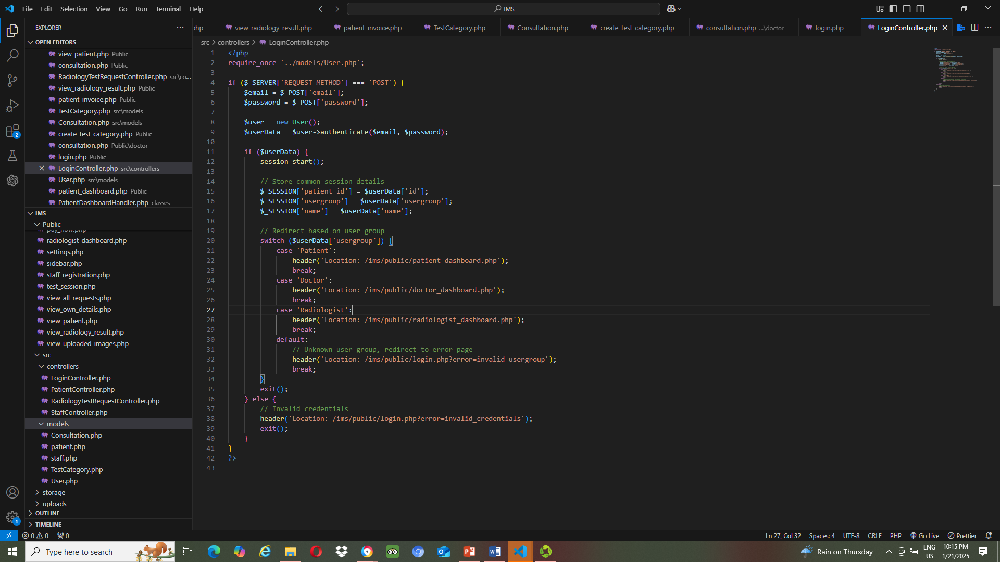 File Edit Selection View Go Run Terminal Help
IMS
EXPLORER
php view_radiology_result.php patient_invoice.php TestCategory.php Consultation.php create_test_category.php consultation.php ...\doctor login.php LoginController.php
src > controllers > LoginController.php
OPEN EDITORS
view_patient.php Public
consultation.php Public
RadiologyTestRequestController.php src\co...
view_radiology_result.php Public
patient_invoice.php Public
TestCategory.php src\models
Consultation.php src\models
create_test_category.php Public
consultation.php Public\doctor
login.php Public
LoginController.php src\controllers
User.php src\models
patient_dashboard.php Public
PatientDashboardHandler.php classes
IMS
Public
pay_now.php
radiologist_dashboard.php
settings.php
sidebar.php
staff_registration.php
test_session.php
view_all_requests.php
view_own_details.php
view_patient.php
view_radiology_result.php
view_uploaded_images.php
src
controllers
LoginController.php
PatientController.php
RadiologyTestRequestController.php
StaffController.php
models
Consultation.php
patient.php
staff.php
TestCategory.php
User.php
storage
uploads
OUTLINE
TIMELINE
2
1
1 <?php
2 require_once '../models/User.php';
3
4 if ($_SERVER['REQUEST_METHOD'] === 'POST') {
5 $email = $_POST['email'];
6 $password = $_POST['password'];
7
8 $user = new User();
9 $userData = $user->authenticate($email, $password);
10
11 if ($userData) {
12 session_start();
13
14 // Store common session details
15 $_SESSION['patient_id'] = $userData['id'];
16 $_SESSION['usergroup'] = $userData['usergroup'];
17 $_SESSION['name'] = $userData['name'];
18
19 // Redirect based on user group
20 switch ($userData['usergroup']) {
21 case 'Patient':
22 header('Location: /ims/public/patient_dashboard.php');
23 break;
24 case 'Doctor':
25 header('Location: /ims/public/doctor_dashboard.php');
26 break;
27 case 'Radiologist':
28 header('Location: /ims/public/radiologist_dashboard.php');
29 break;
30 default:
31 // Unknown user group, redirect to error page
32 header('Location: /ims/public/login.php?error=invalid_usergroup');
33 break;
34 }
35 exit();
36 } else {
37 // Invalid credentials
38 header('Location: /ims/public/login.php?error=invalid_credentials');
39 exit();
40 }
41 }
42 ?>
43
0 0 0 Ln 27, Col 32 Spaces: 4 UTF-8 CRLF PHP Go Live Prettier
Type here to search
Rain on Thursday
ENG
US
10:15 PM
1/21/2025